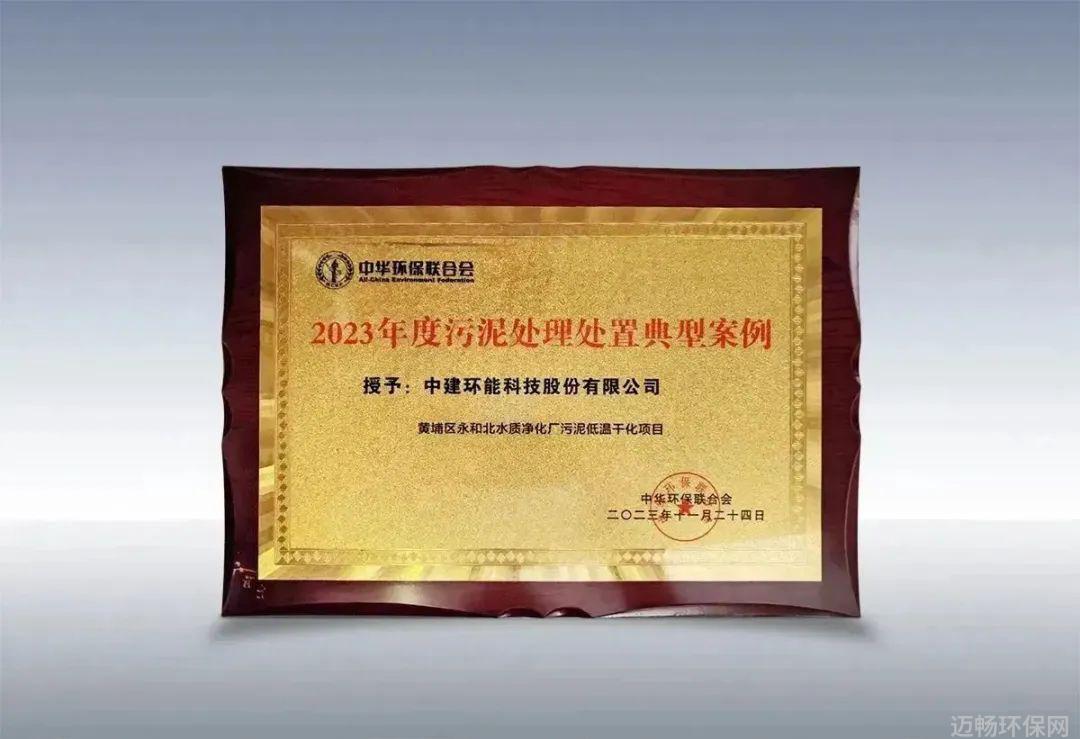 中华环保联合会
All-China Environment Federation
2023年度污泥处理处置典型案例
授予：中建环能科技股份有限公司
黄埔区永和北水质净化厂污泥低温干化项目
中华环保联合会
二〇二三年十一月二十四日
迈畅环保网